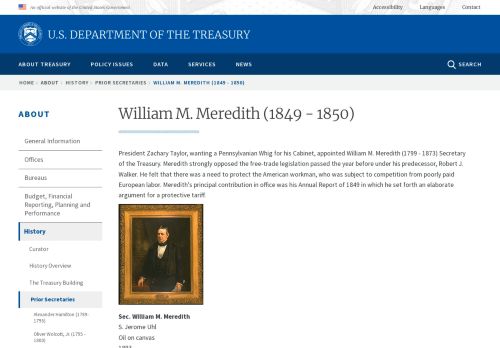 An official website of the United States Government
Accessibility Languages Contact
U.S. DEPARTMENT OF THE TREASURY
ABOUT TREASURY POLICY ISSUES DATA SERVICES NEWS SEARCH
HOME › ABOUT › HISTORY › PRIOR SECRETARIES › WILLIAM M. MEREDITH (1849 - 1850)
ABOUT
General Information
Offices
Bureaus
Budget, Financial
Reporting, Planning and
Performance
History
Curator
History Overview
The Treasury Building
Prior Secretaries
Alexander Hamilton (1789 -
1795)
Oliver Wolcott, Jr. (1795 -
1800)
William M. Meredith (1849 - 1850)
President Zachary Taylor, wanting a Pennsylvanian Whig for his Cabinet, appointed William M. Meredith (1799 - 1873) Secretary
of the Treasury. Meredith strongly opposed the free-trade legislation passed the year before under his predecessor, Robert J.
Walker. He felt that there was a need to protect the American workman, who was subject to competition from poorly paid
European labor. Meredith's principal contribution in office was his Annual Report of 1849 in which he set forth an elaborate
argument for a protective tariff.
Sec. William M. Meredith
S. Jerome Uhl
Oil on canvas